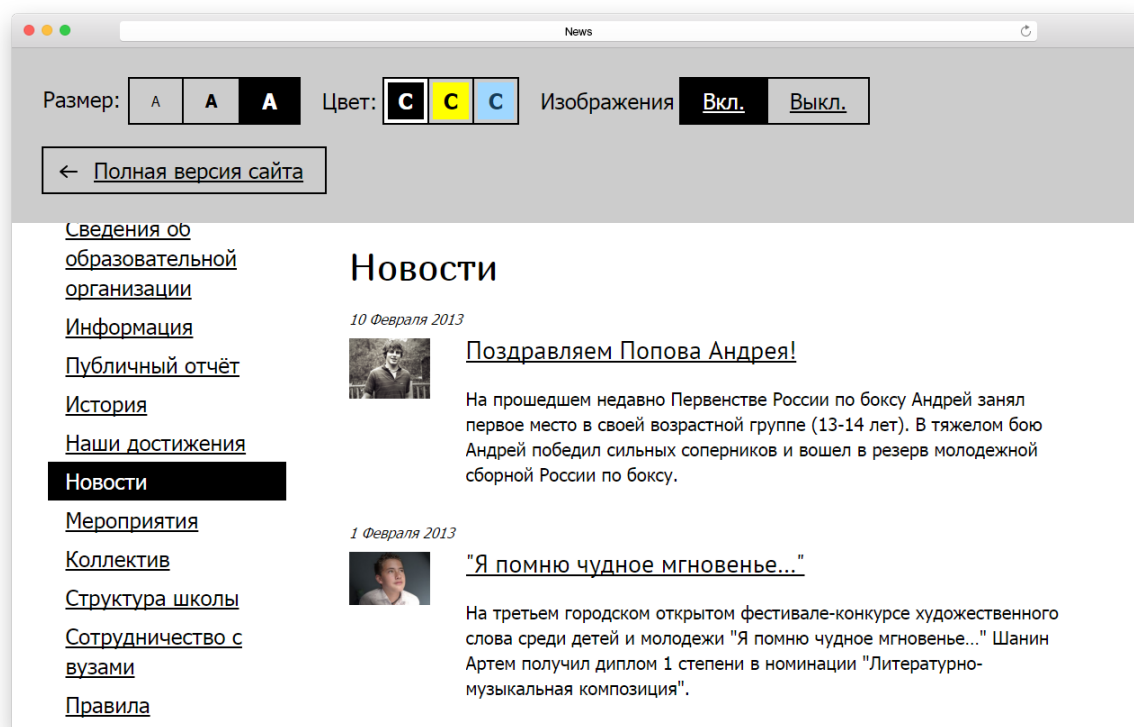 News
Размер: A A A Цвет: C C C Изображения Вкл. Выкл.
← Полная версия сайта
Сведения об
образовательной
организации
Информация
Публичный отчёт
История
Наши достижения
Новости
Мероприятия
Коллектив
Структура школы
Сотрудничество с
вузами
Правила
Новости
10 Февраля 2013
Поздравляем Попова Андрея!
На прошедшем недавно Первенстве России по боксу Андрей занял
первое место в своей возрастной группе (13-14 лет). В тяжелом бою
Андрей победил сильных соперников и вошел в резерв молодежной
сборной России по боксу.
1 Февраля 2013
"Я помню чудное мгновенье..."
На третьем городском открытом фестивале-конкурсе художественного
слова среди детей и молодежи "Я помню чудное мгновенье..." Шанин
Артем получил диплом 1 степени в номинации "Литературно-
музыкальная композиция".